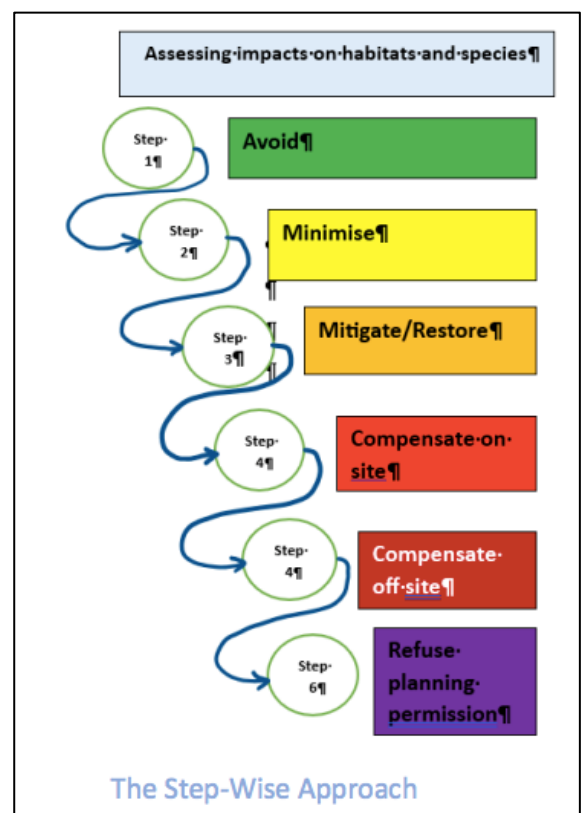 Assessing·impacts·on·habitats·and·species¶
Step·
1¶
Avoid¶
Step·
2¶
Minimise¶
¶
¶
¶
Step·
3¶
Mitigate/Restore¶
Step·
4¶
Compensate·on·
site¶
Step·
4¶
Compensate·
off·site¶
Step·
6¶
Refuse·
planning·
permission¶
The Step-Wise Approach